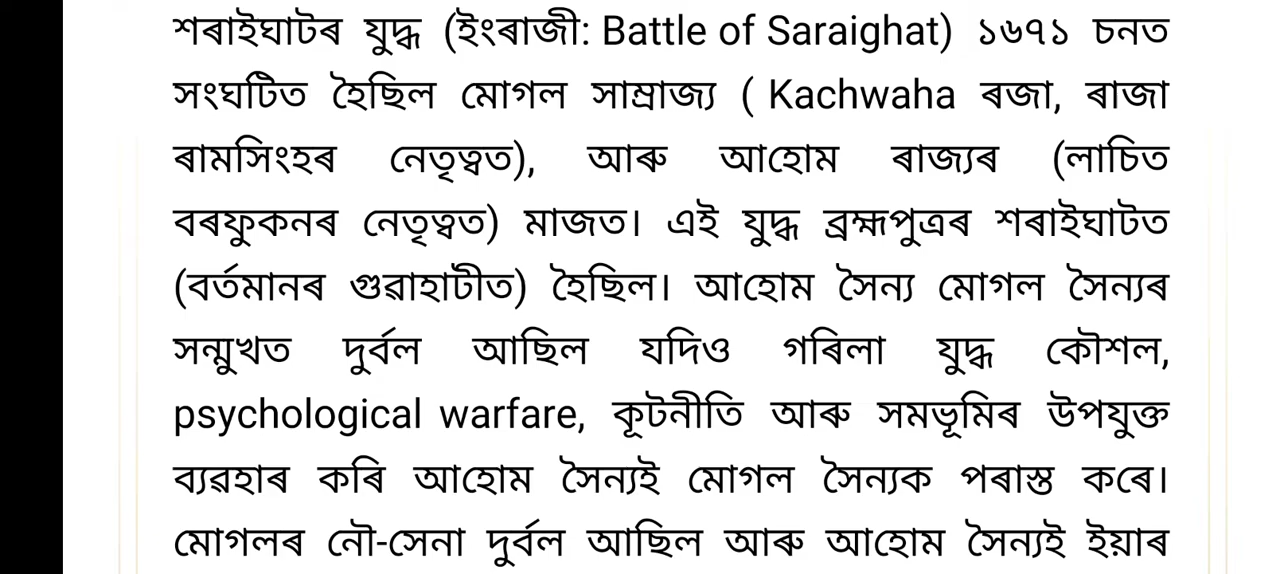 শৰাইঘাটৰ যুদ্ধ (ইংৰাজী: Battle of Saraighat) ১৬৭১ চনত
সংঘটিত হৈছিল মোগল সাম্ৰাজ্য ( Kachwaha ৰজা, ৰাজা
ৰামসিংহৰ নেতৃত্বত), আৰু আহোম ৰাজ্যৰ (লাচিত
বৰফুকনৰ নেতৃত্বত) মাজত। এই যুদ্ধ ব্ৰহ্মপুত্ৰৰ শৰাইঘাটত
(বৰ্তমানৰ গুৱাহাটীত) হৈছিল। আহোম সৈন্য মোগল সৈন্যৰ
সন্মুখত দুৰ্বল আছিল যদিও গৰিলা যুদ্ধ কৌশল,
psychological warfare, কূটনীতি আৰু সমভূমিৰ উপযুক্ত
ব্যৱহাৰ কৰি আহোম সৈন্যই মোগল সৈন্যক পৰাস্ত কৰে।
মোগলৰ নৌ-সেনা দুৰ্বল আছিল আৰু আহোম সৈন্যই ইয়াৰ